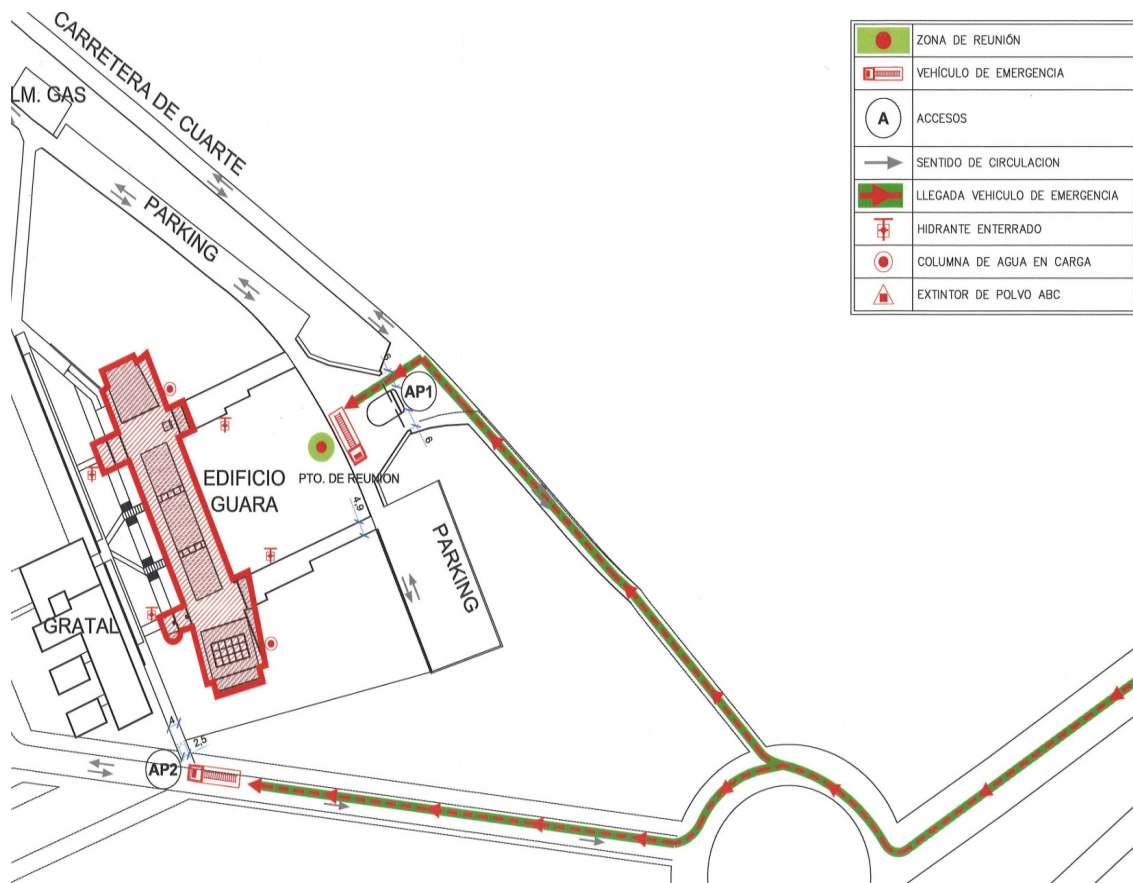 CARRETERA DE CUARTE
LM. GAS
PARKING
6
AP1
6
EDIFICIO
GUARA
PTO. DE REUNIÓN
4,9
PARKING
GRATAL
4
2,5
AP2
ZONA DE REUNIÓN
VEHÍCULO DE EMERGENCIA
A
ACCESOS
SENTIDO DE CIRCULACION
LLEGADA VEHICULO DE EMERGENCIA
HIDRANTE ENTERRADO
COLUMNA DE AGUA EN CARGA
EXTINTOR DE POLVO ABC